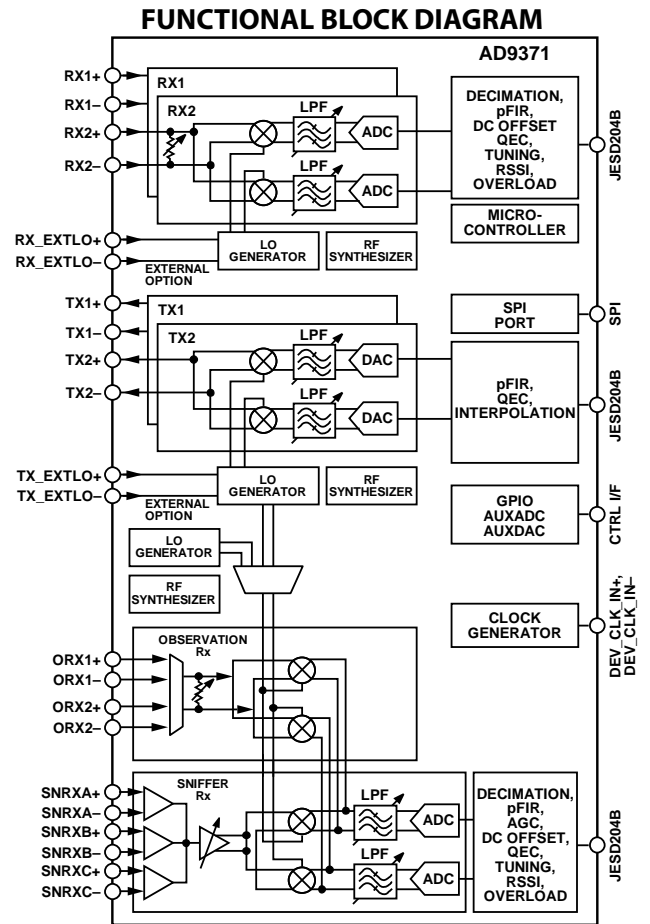 FUNCTIONAL BLOCK DIAGRAM
AD9371
RX1+
RX1–
RX2+
RX2–
RX1
RX2
LPF
ADC
LPF
ADC
DECIMATION,
pFIR,
DC OFFSET
QEC,
TUNING,
RSSI,
OVERLOAD
JESD204B
MICRO-
CONTROLLER
RX_EXTLO+
RX_EXTLO–
EXTERNAL
OPTION
LO
GENERATOR
RF
SYNTHESIZER
TX1+
TX1–
TX2+
TX2–
TX1
TX2
LPF
DAC
LPF
DAC
SPI
PORT
SPI
pFIR,
QEC,
INTERPOLATION
JESD204B
TX_EXTLO+
TX_EXTLO–
EXTERNAL
OPTION
LO
GENERATOR
RF
SYNTHESIZER
GPIO
AUXADC
AUXDAC
CTRL I/F
LO
GENERATOR
RF
SYNTHESIZER
CLOCK
GENERATOR
DEV_CLK_IN+,
DEV_CLK_IN–
OBSERVATION
Rx
ORX1+
ORX1–
ORX2+
ORX2–
SNIFFER
Rx
SNRXA+
SNRXA–
SNRXB+
SNRXB–
SNRXC+
SNRXC–
LPF
ADC
LPF
ADC
DECIMATION,
pFIR,
AGC,
DC OFFSET,
QEC,
TUNING,
RSSI,
OVERLOAD
JESD204B